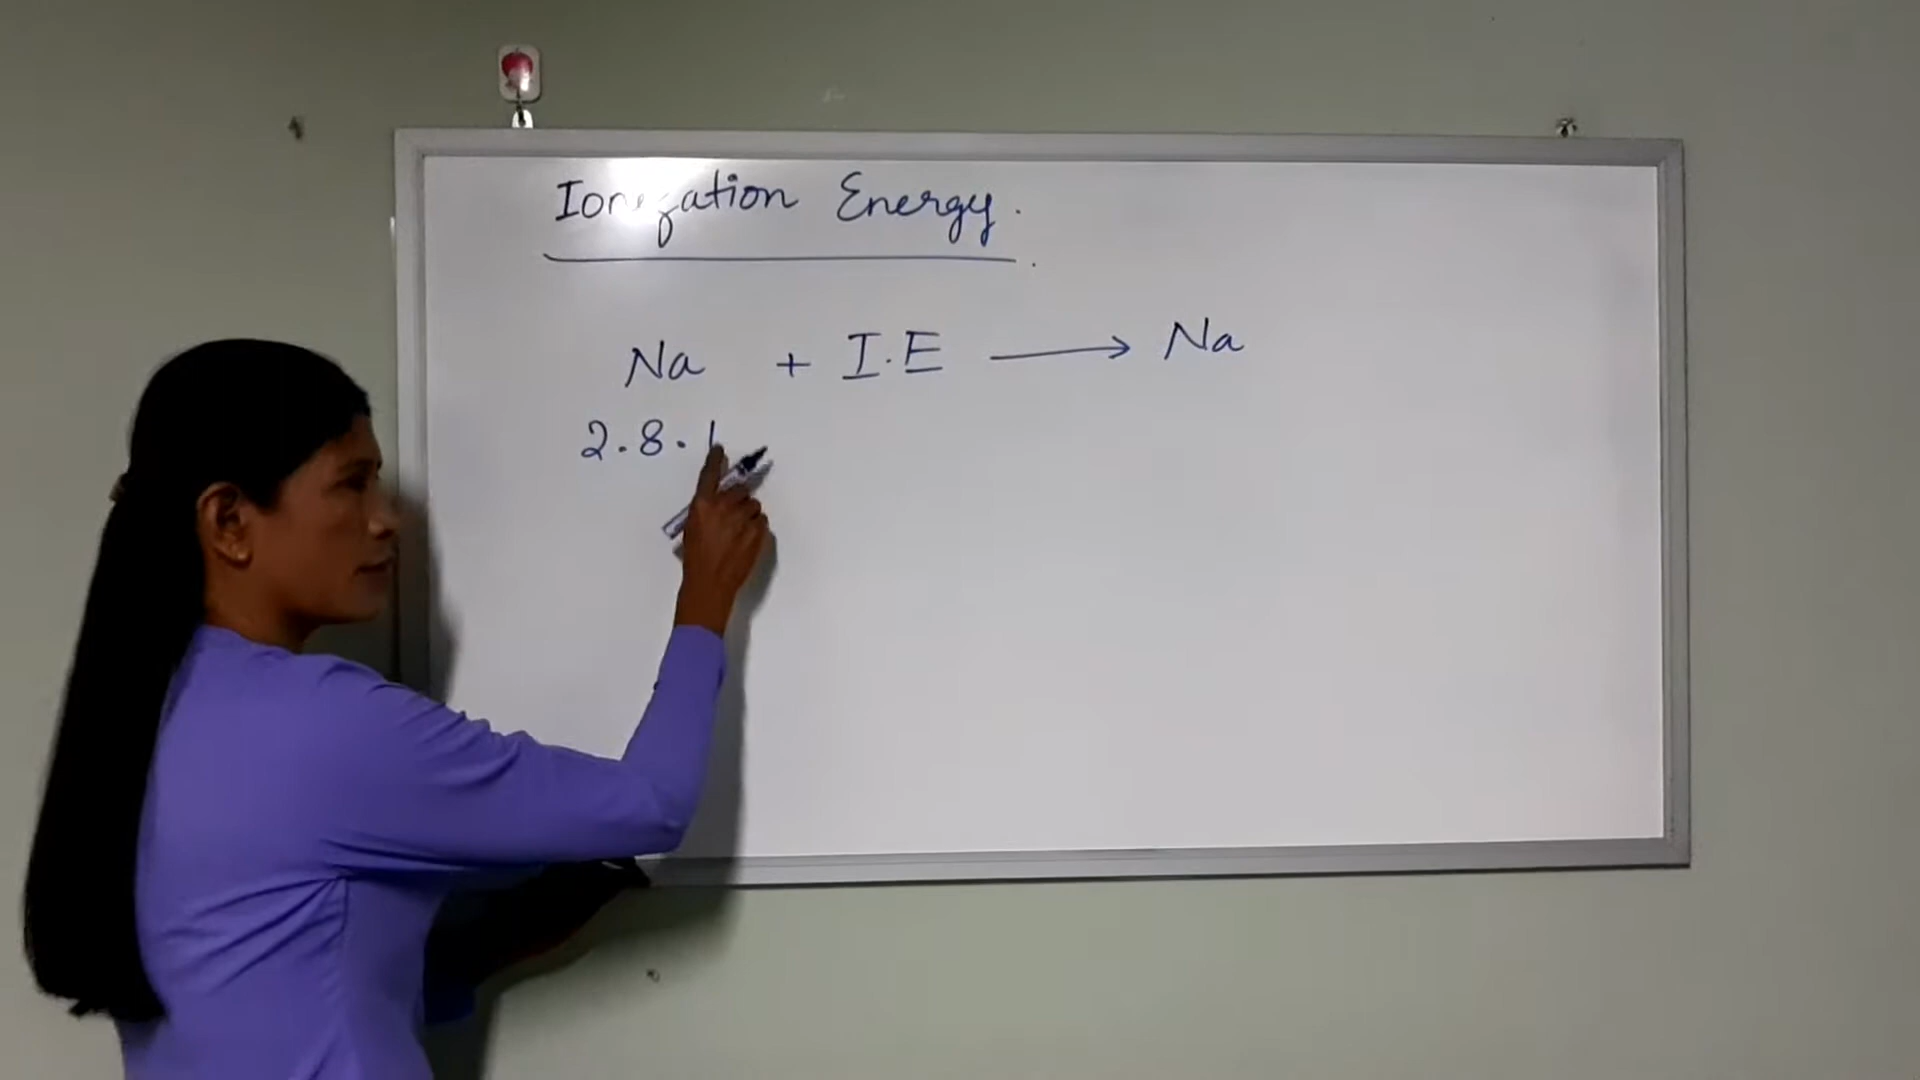 Ionization Energy.
Na + I.E → Na
2.8.1